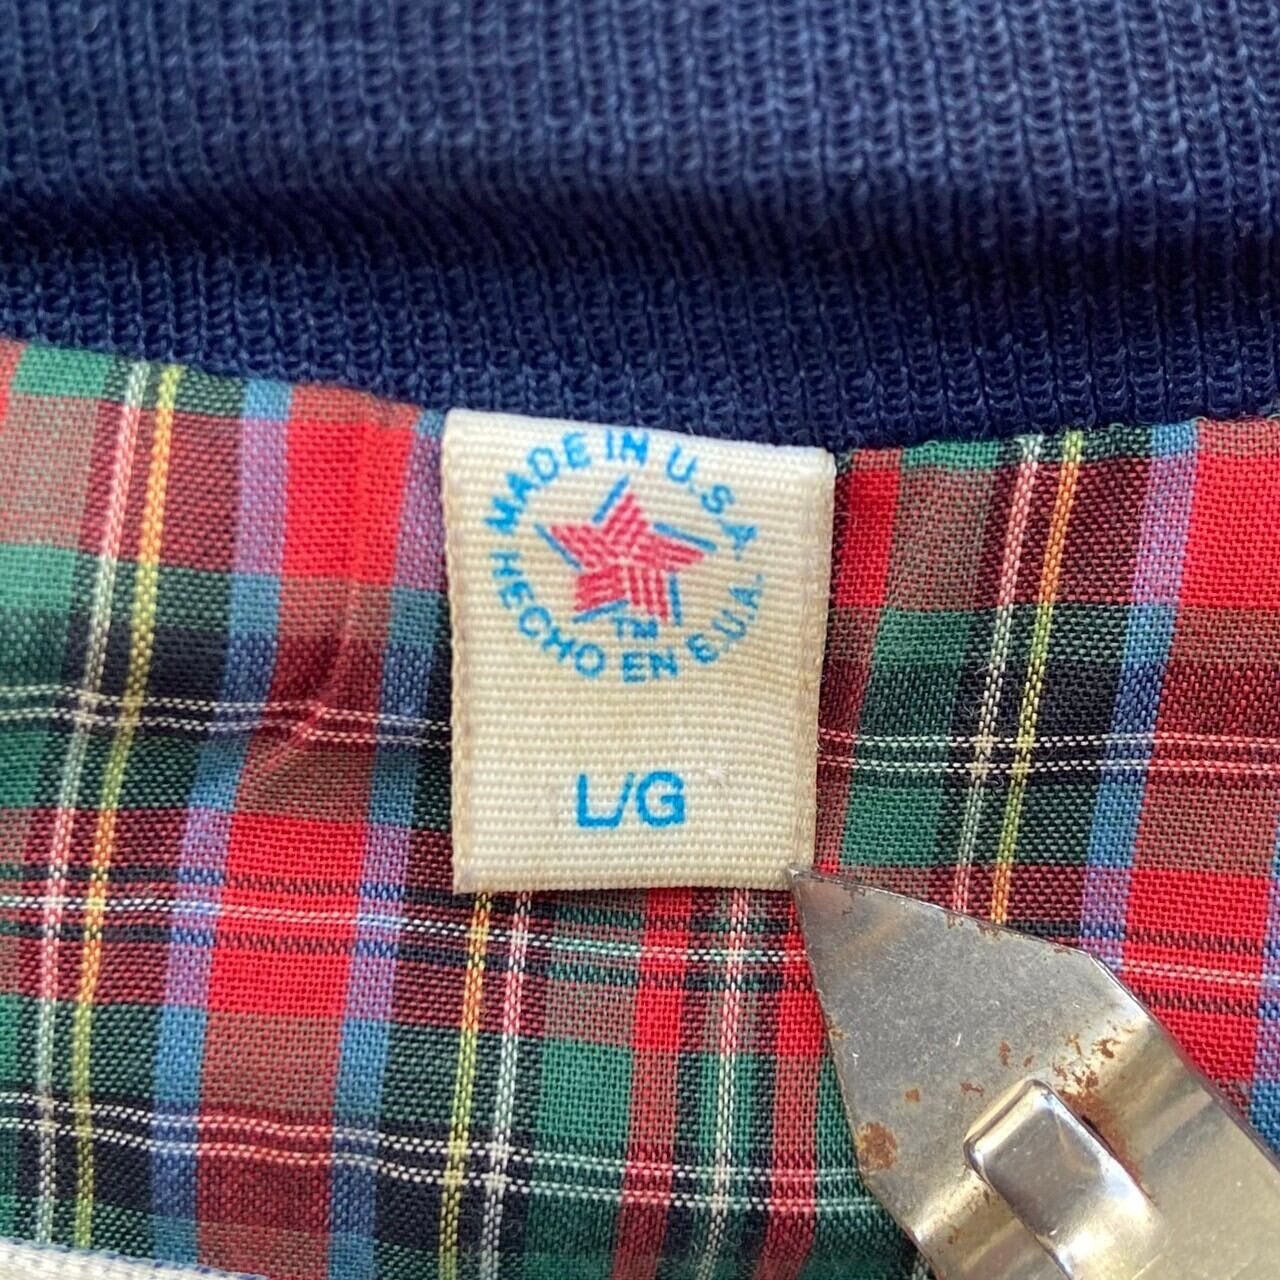 MADE IN U.S.A.
TM
HECHO EN E.U.A.
L/G